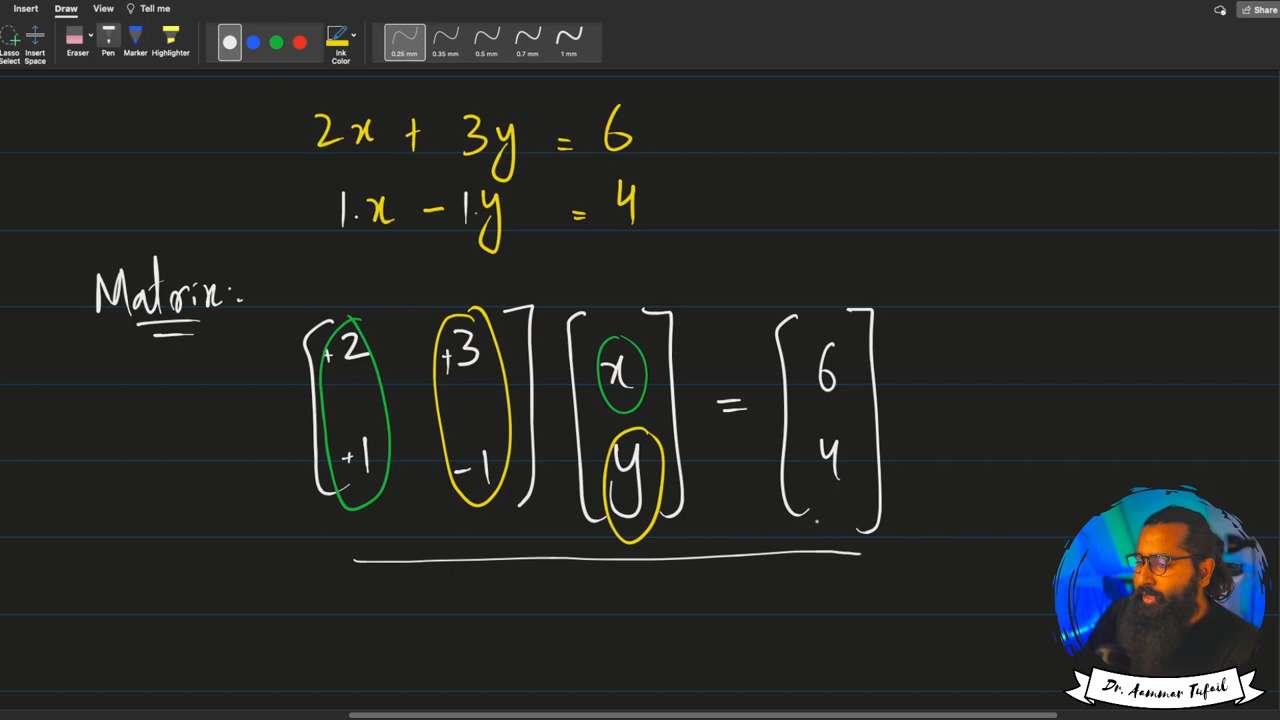 Insert Draw View Tell me Share
Lasso Select Insert Space Eraser Pen Marker Highlighter Ink Color 0.25 mm 0.35 mm 0.5 mm 0.7 mm 1 mm
2x + 3y = 6
1.x - 1.y = 4
Matrix:
[+2 +3] [x] = [6]
[+1 -1] [y] [4]
Dr. Aammar Tufail